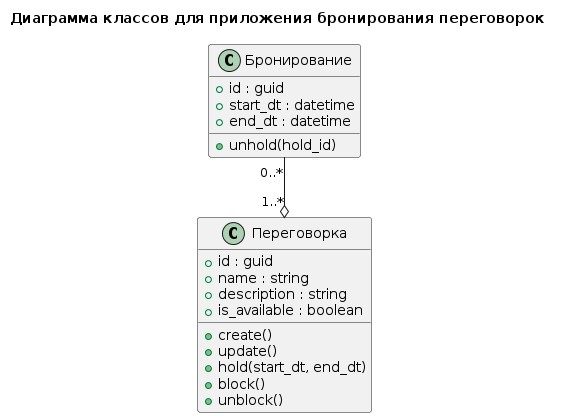 Диаграмма классов для приложения бронирования переговорок
C Бронирование
id : guid
start_dt : datetime
end_dt : datetime
unhold(hold_id)
0..*
1..*
C Переговорка
id : guid
name : string
description : string
is_available : boolean
create()
update()
hold(start_dt, end_dt)
block()
unblock()